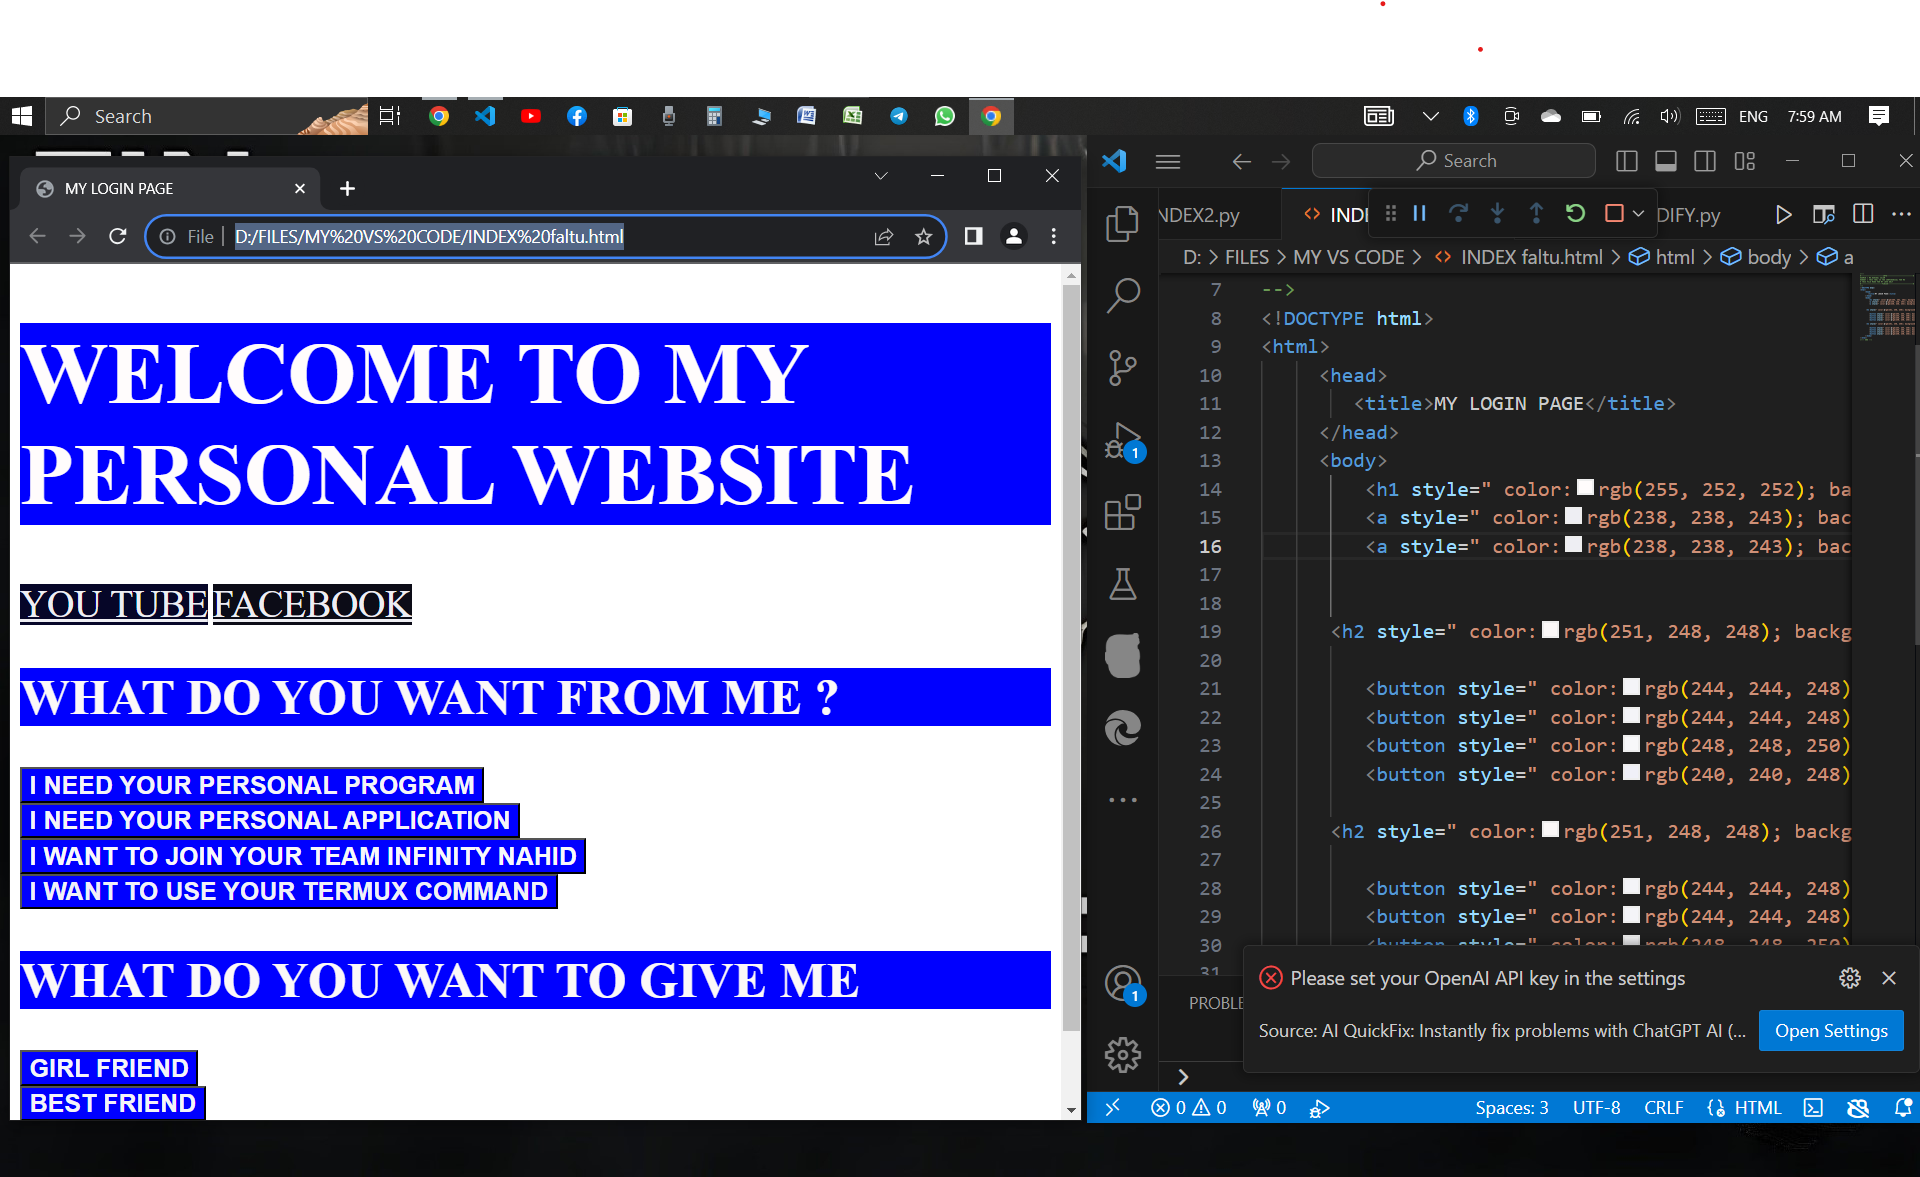 Search
ENG
7:59 AM
MY LOGIN PAGE
File
D:/FILES/MY%20VS%20CODE/INDEX%20faltu.html
WELCOME TO MY
PERSONAL WEBSITE
YOU TUBE FACEBOOK
WHAT DO YOU WANT FROM ME ?
I NEED YOUR PERSONAL PROGRAM
I NEED YOUR PERSONAL APPLICATION
I WANT TO JOIN YOUR TEAM INFINITY NAHID
I WANT TO USE YOUR TERMUX COMMAND
WHAT DO YOU WANT TO GIVE ME
GIRL FRIEND
BEST FRIEND
Search
NDEX2.py
INDE
DIFY.py
D: > FILES > MY VS CODE > <> INDEX faltu.html > html > body > a
7 -->
8 <!DOCTYPE html>
9 <html>
10 <head>
11 <title>MY LOGIN PAGE</title>
12 </head>
13 <body>
14 <h1 style=" color: rgb(255, 252, 252); ba
15 <a style=" color: rgb(238, 238, 243); bac
16 <a style=" color: rgb(238, 238, 243); bac
17
18
19 <h2 style=" color: rgb(251, 248, 248); backg
20
21 <button style=" color: rgb(244, 244, 248)
22 <button style=" color: rgb(244, 244, 248)
23 <button style=" color: rgb(248, 248, 250)
24 <button style=" color: rgb(240, 240, 248)
25
26 <h2 style=" color: rgb(251, 248, 248); backg
27
28 <button style=" color: rgb(244, 244, 248)
29 <button style=" color: rgb(244, 244, 248)
30 <button style=" color: rgb(248, 248, 250)
31
1
1
PROBLE
Please set your OpenAI API key in the settings
Source: AI QuickFix: Instantly fix problems with ChatGPT AI (...
Open Settings
0 0 0
Spaces: 3
UTF-8
CRLF
HTML